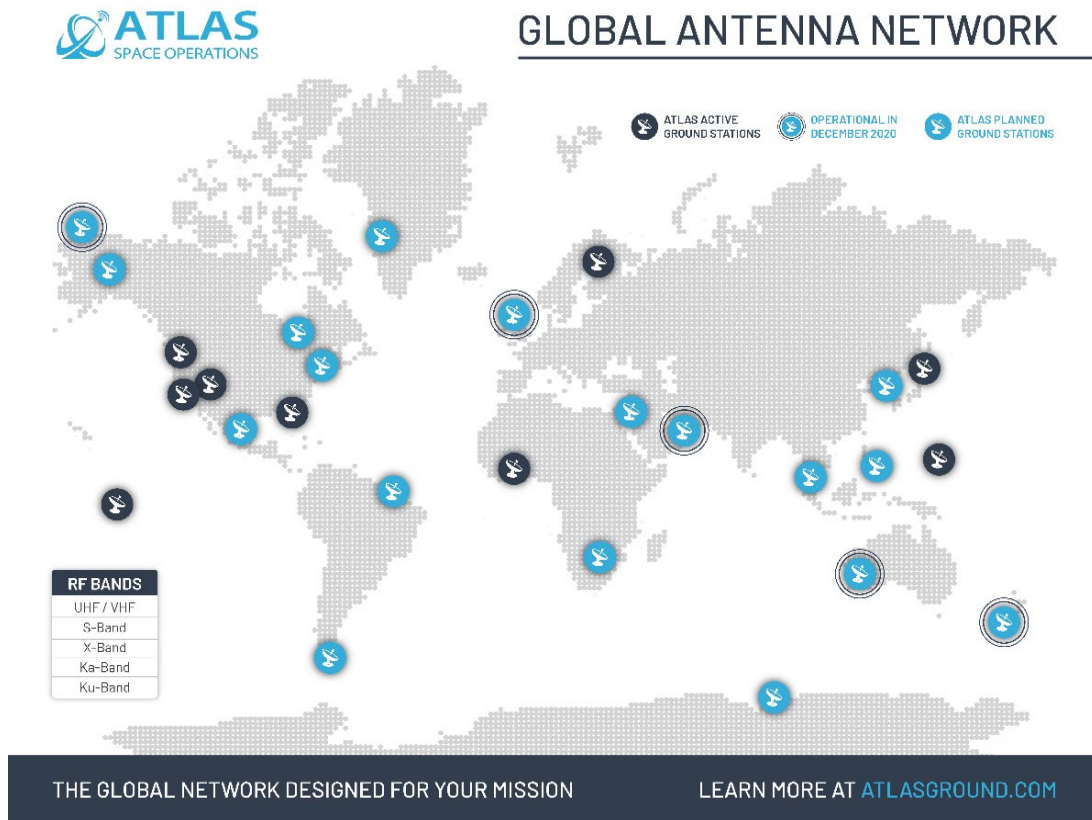 ATLAS
SPACE OPERATIONS
GLOBAL ANTENNA NETWORK
ATLAS ACTIVE
GROUND STATIONS
OPERATIONAL IN
DECEMBER 2020
ATLAS PLANNED
GROUND STATIONS
RF BANDS
UHF / VHF
S-Band
X-Band
Ka-Band
Ku-Band
THE GLOBAL NETWORK DESIGNED FOR YOUR MISSION
LEARN MORE AT ATLASGROUND.COM